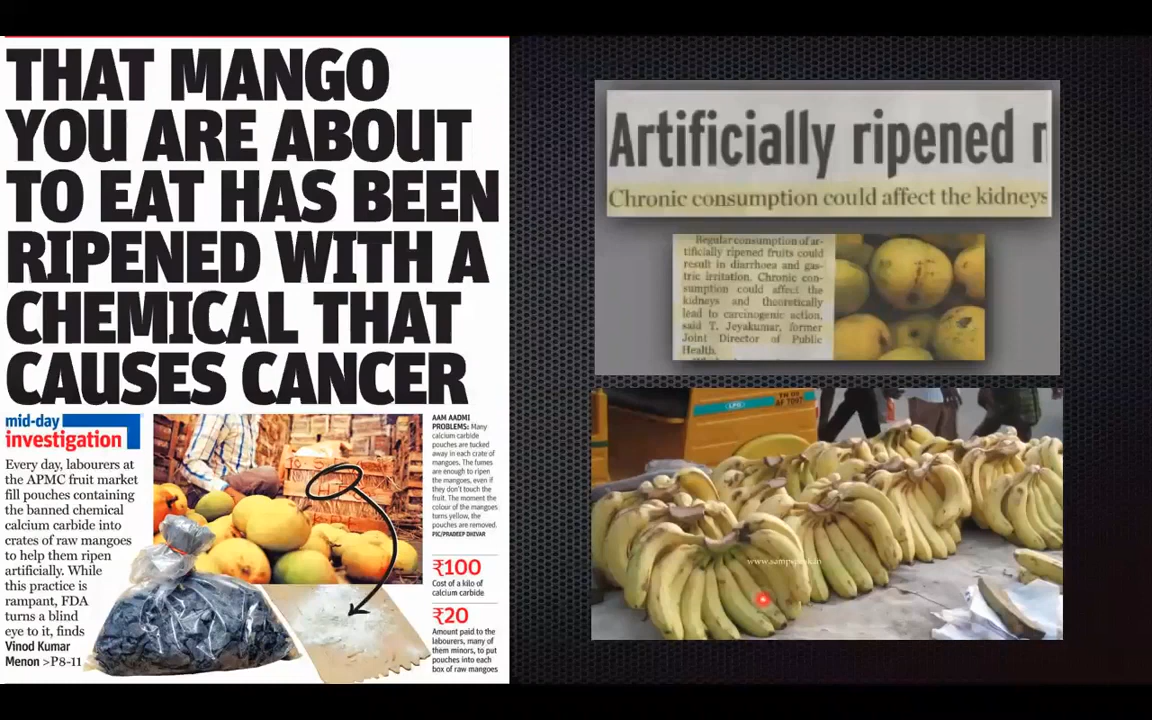 THAT MANGO
YOU ARE ABOUT
TO EAT HAS BEEN
RIPENED WITH A
CHEMICAL THAT
CAUSES CANCER
mid-day
investigation
Every day, labourers at
the APMC fruit market
fill pouches containing
the banned chemical
calcium carbide into
crates of raw mangoes
to help them ripen
artificially. While
this practice is
rampant, FDA
turns a blind
eye to it, finds
Vinod Kumar
Menon >P8-11
AAM AADMI
PROBLEMS: Many
calcium carbide
pouches are tucked
away in each crate of
mangoes. The fumes
are enough to ripen
the mangoes, even if
they don't touch the
fruit. The moment the
colour of the mangoes
turns yellow, the
pouches are removed.
PIC/PRADEEP DHIVAR
₹100
Cost of a kilo of
calcium carbide
₹20
Amount paid to the
labourers, many of
them minors, to put
pouches into each
box of raw mangoes
Artificially ripened
Chronic consumption could affect the kidneys
Regular consumption of ar-
tificially ripened fruits could
result in diarrhoea and gas-
tric irritation. Chronic con-
sumption could affect the
kidneys and theoretically
lead to carcinogenic action,
said T. Jeyakumar, former
Joint Director of Public
Health.
LPG
www.sampspeak.in